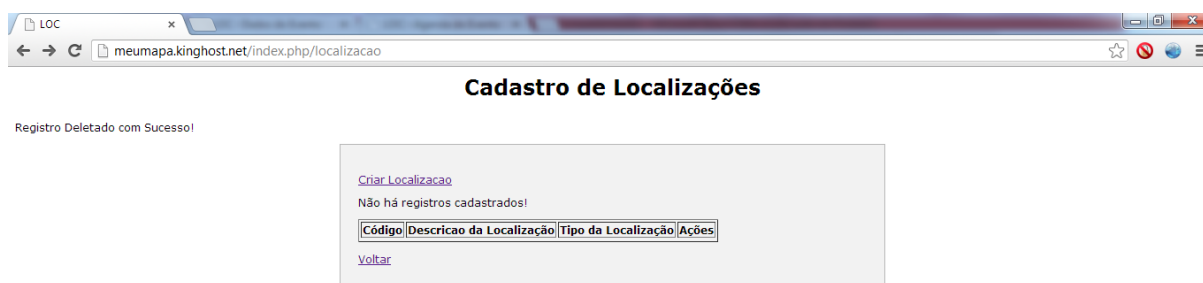 LOC
meumapa.kinghost.net/index.php/localizacao
Cadastro de Localizações
Registro Deletado com Sucesso!
Criar Localizacao
Não há registros cadastrados!
Código Descricao da Localização Tipo da Localização Ações
Voltar